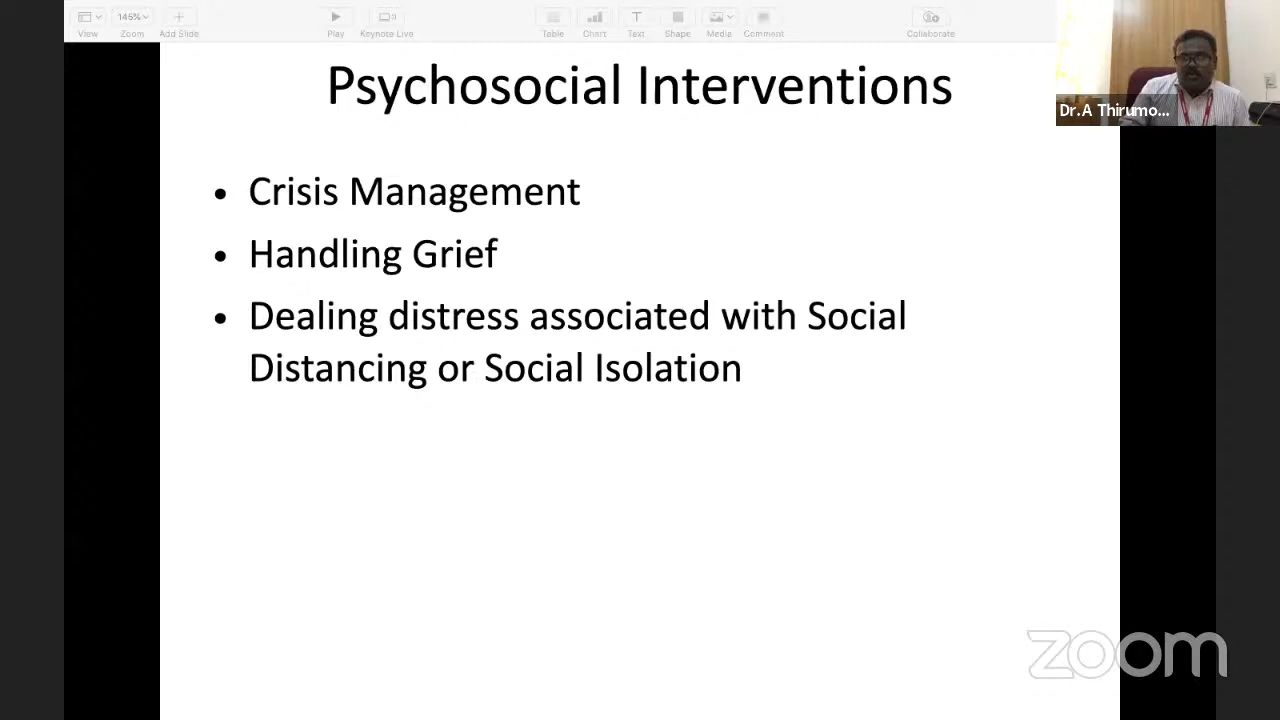 145%
View
Zoom
Add Slide
Play
Keynote Live
Table
Chart
Text
Shape
Media
Comment
Collaborate
Dr.A Thirumo...
Psychosocial Interventions
• Crisis Management
• Handling Grief
• Dealing distress associated with Social
Distancing or Social Isolation
zoom